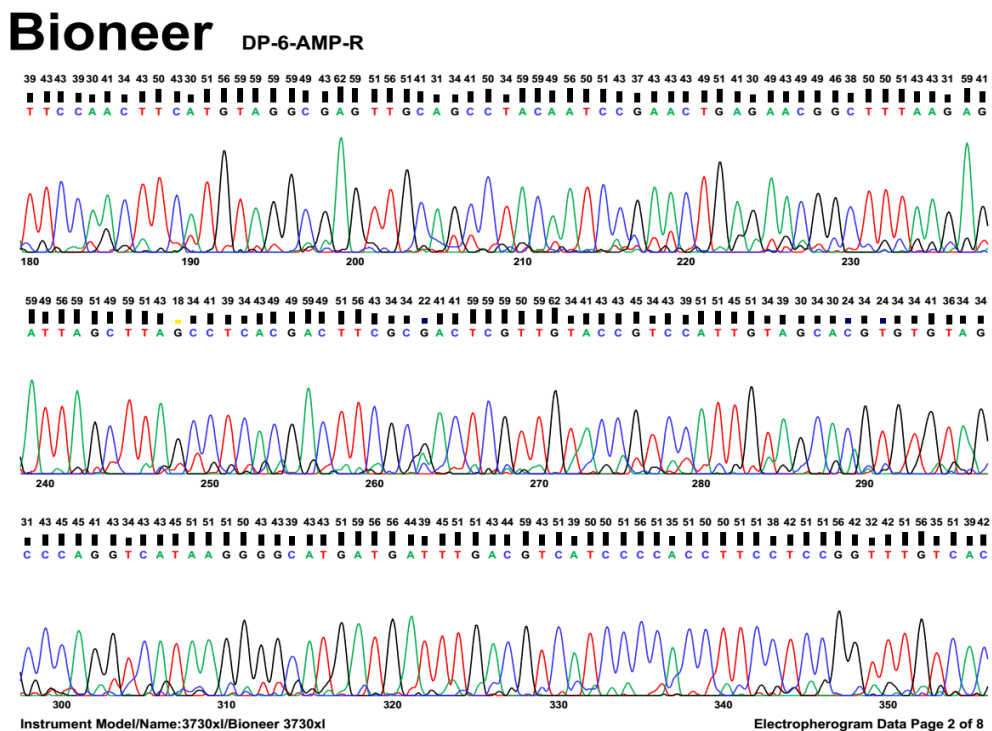 Bioneer DP-6-AMP-R
39 43 43 39 30 41 34 43 50 43 30 51 56 59 59 59 59 49 43 62 59 51 56 51 41 31 34 41 50 34 59 59 49 56 50 51 43 37 43 43 43 49 51 41 30 49 43 49 49 46 38 50 50 51 43 43 31 59 41
T T C C A A C T T C A T G T A G G C G A G T T G C A G C C T A C A A T C C G A A C T G A G A A C G G C T T T A A G A G
180 190 200 210 220 230
59 49 56 59 51 49 59 51 43 18 34 41 39 34 43 49 49 59 49 51 56 43 34 34 22 41 41 59 59 59 50 59 62 34 41 43 43 45 34 43 39 51 51 45 51 34 39 30 34 30 24 34 24 34 34 41 36 34 34
A T T A G C T T A G C C T C A C G A C T T C G C G A C T C G T T G T A C C G T C C A T T G T A G C A C G T G T G T A G
240 250 260 270 280 290
31 43 45 45 41 43 34 43 43 45 51 51 51 50 43 43 39 43 43 51 59 56 56 44 39 45 51 51 43 44 59 43 51 39 50 50 51 56 51 35 51 50 50 51 51 38 42 51 51 56 42 32 42 51 56 35 51 39 42
C C C A G G T C A T A A G G G G C A T G A T G A T T T G A C G T C A T C C C C A C C T T C C T C C G G T T T G T C A C
300 310 320 330 340 350
Instrument Model/Name:3730xl/Bioneer 3730xl Electropherogram Data Page 2 of 8